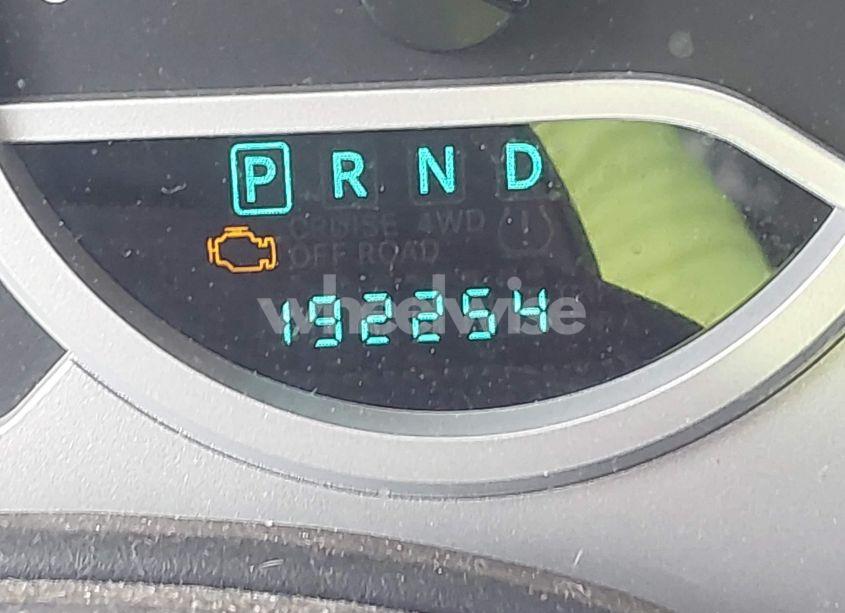 P R N D
CRUISE 4WD
OFF ROAD
192254
wheelwise